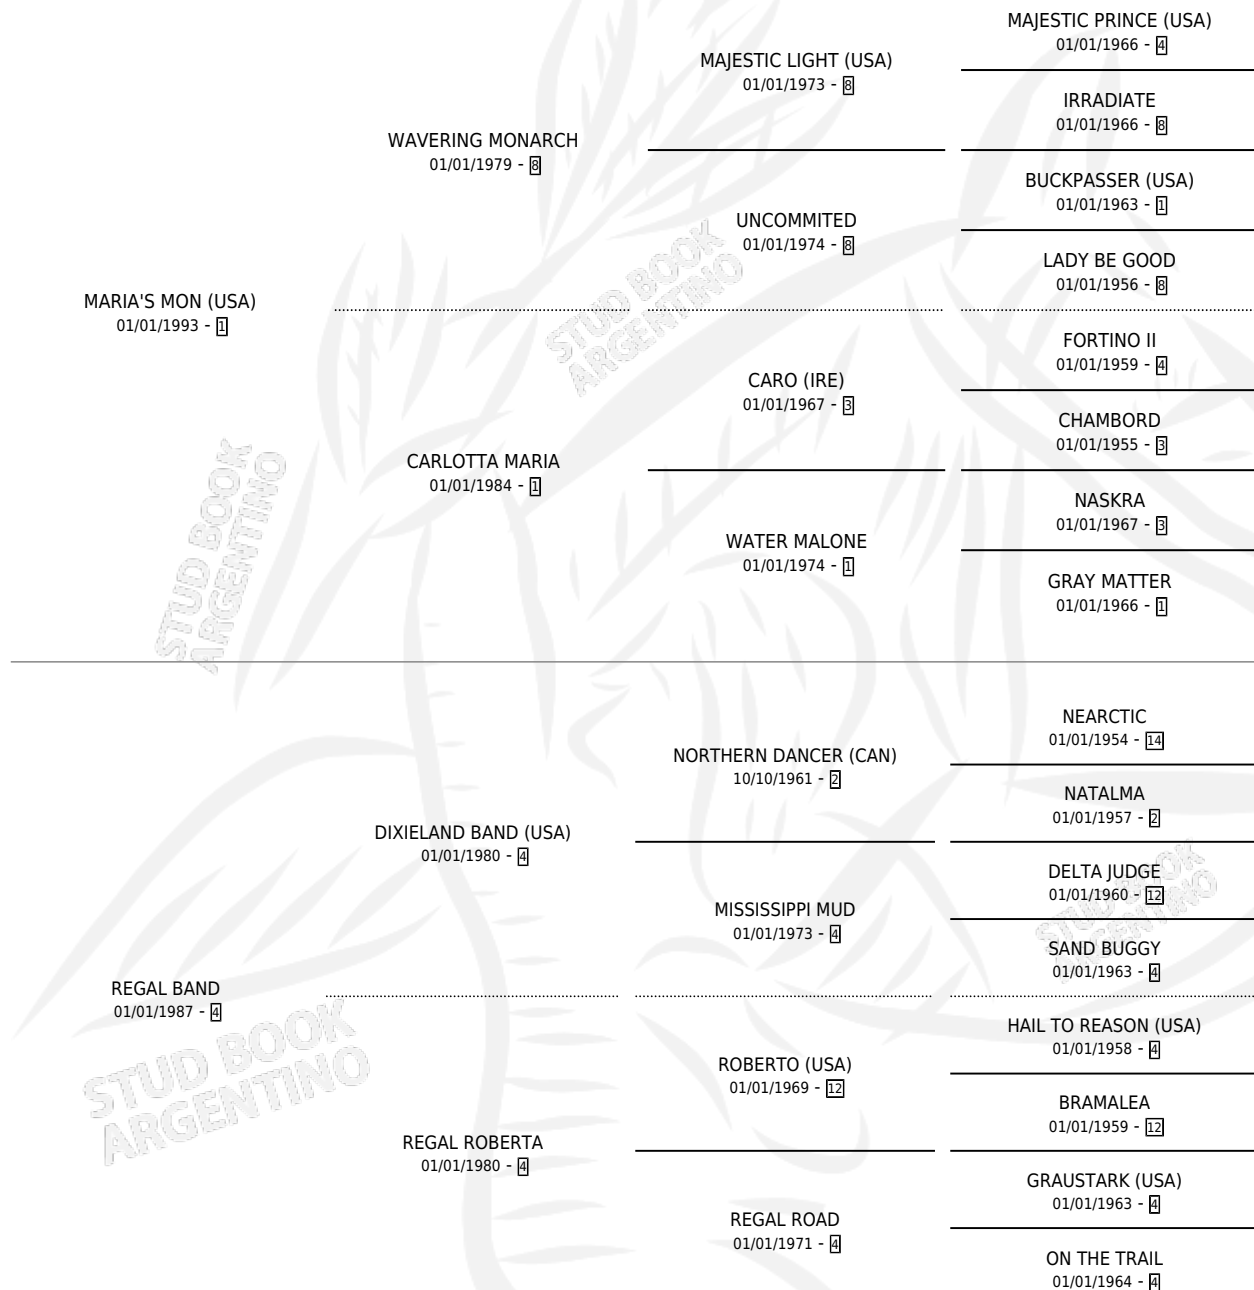 MAJESTIC PRINCE (USA)
01/01/1966 - 4
MAJESTIC LIGHT (USA)
01/01/1973 - 8
IRRADIATE
01/01/1966 - 8
WAVERING MONARCH
01/01/1979 - 8
BUCKPASSER (USA)
01/01/1963 - 1
UNCOMMITED
01/01/1974 - 8
LADY BE GOOD
01/01/1956 - 8
MARIA'S MON (USA)
01/01/1993 - 1
FORTINO II
01/01/1959 - 4
CARO (IRE)
01/01/1967 - 3
CHAMBORD
01/01/1955 - 3
CARLOTTA MARIA
01/01/1984 - 1
NASKRA
01/01/1967 - 3
WATER MALONE
01/01/1974 - 1
GRAY MATTER
01/01/1966 - 1
NEARCTIC
01/01/1954 - 14
NORTHERN DANCER (CAN)
10/10/1961 - 2
NATALMA
01/01/1957 - 2
DIXIELAND BAND (USA)
01/01/1980 - 4
DELTA JUDGE
01/01/1960 - 12
MISSISSIPPI MUD
01/01/1973 - 4
SAND BUGGY
01/01/1963 - 4
REGAL BAND
01/01/1987 - 4
HAIL TO REASON (USA)
01/01/1958 - 4
ROBERTO (USA)
01/01/1969 - 12
BRAMALEA
01/01/1959 - 12
REGAL ROBERTA
01/01/1980 - 4
GRAUSTARK (USA)
01/01/1963 - 4
REGAL ROAD
01/01/1971 - 4
ON THE TRAIL
01/01/1964 - 4
STUD BOOK
ARGENTINO
STUD BOOK
ARGENTINO
STUD BOOK
ARGENTINO
STUD BOOK
ARGENTINO